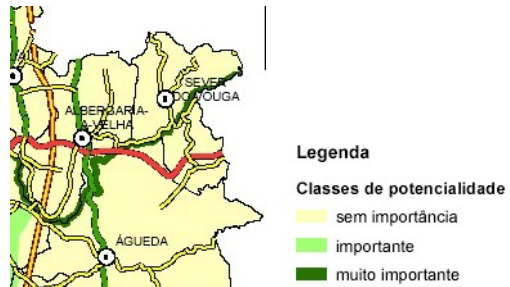 SEVER
DO VOUGA
ALBERGARIA-
A-VELHA
ÁGUEDA
Legenda
Classes de potencialidade
sem importância
importante
muito importante